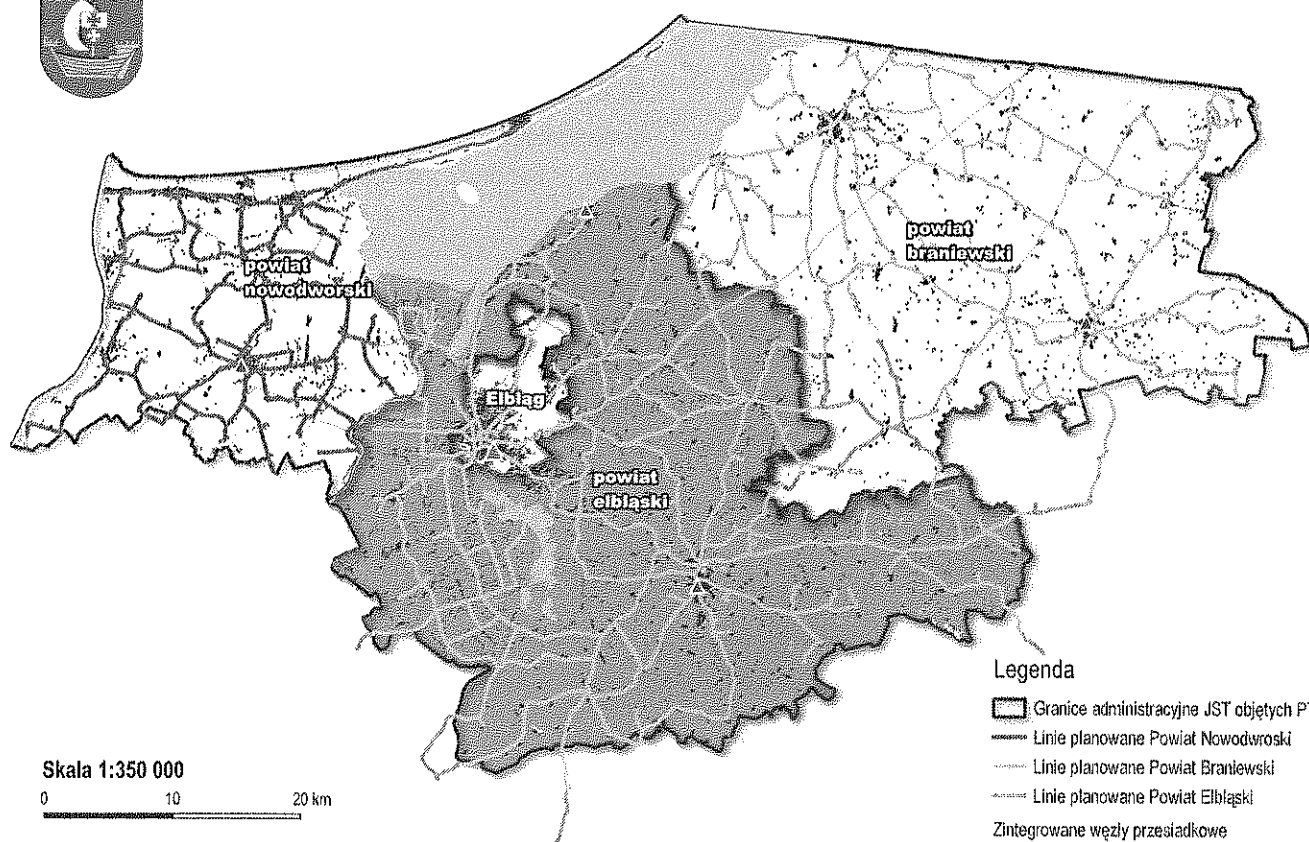 powiat
nowodworski
powiat
braniewski
Elbląg
powiat
elbląski
Skala 1:350 000
0 10 20 km
Legenda
Granice administracyjne JST objętych
Linie planowane Powiat Nowodwroski
Linie planowane Powiat Braniewski
Linie planowane Powiat Elbląski
Zintegrowane węzły przesiadkowe